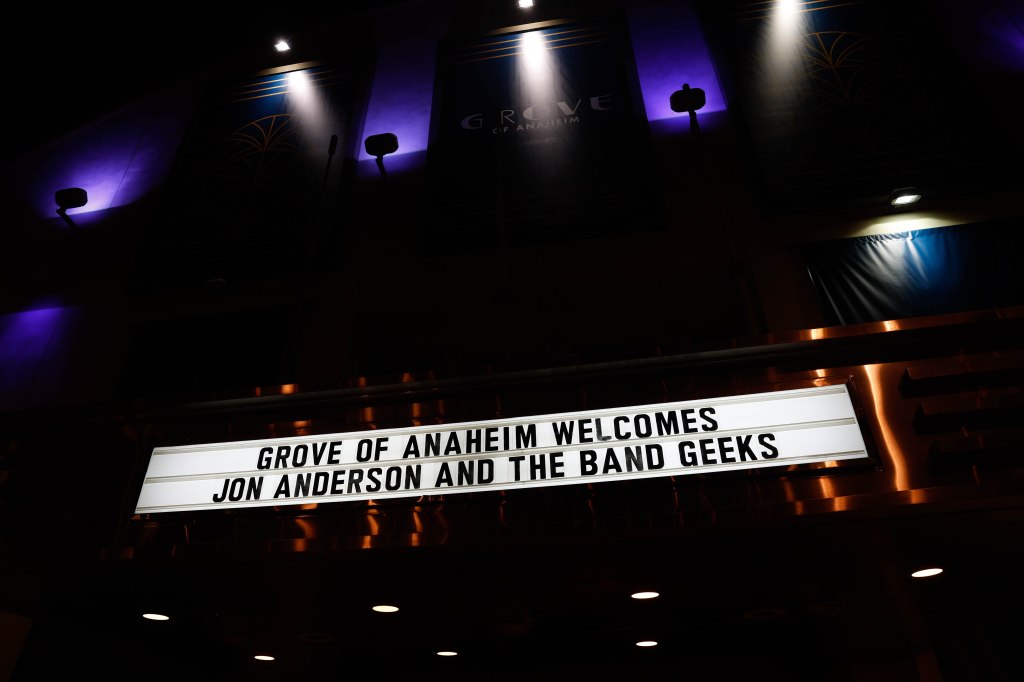 GROVE
OF ANAHEIM
GROVE OF ANAHEIM WELCOMES
JON ANDERSON AND THE BAND GEEKS